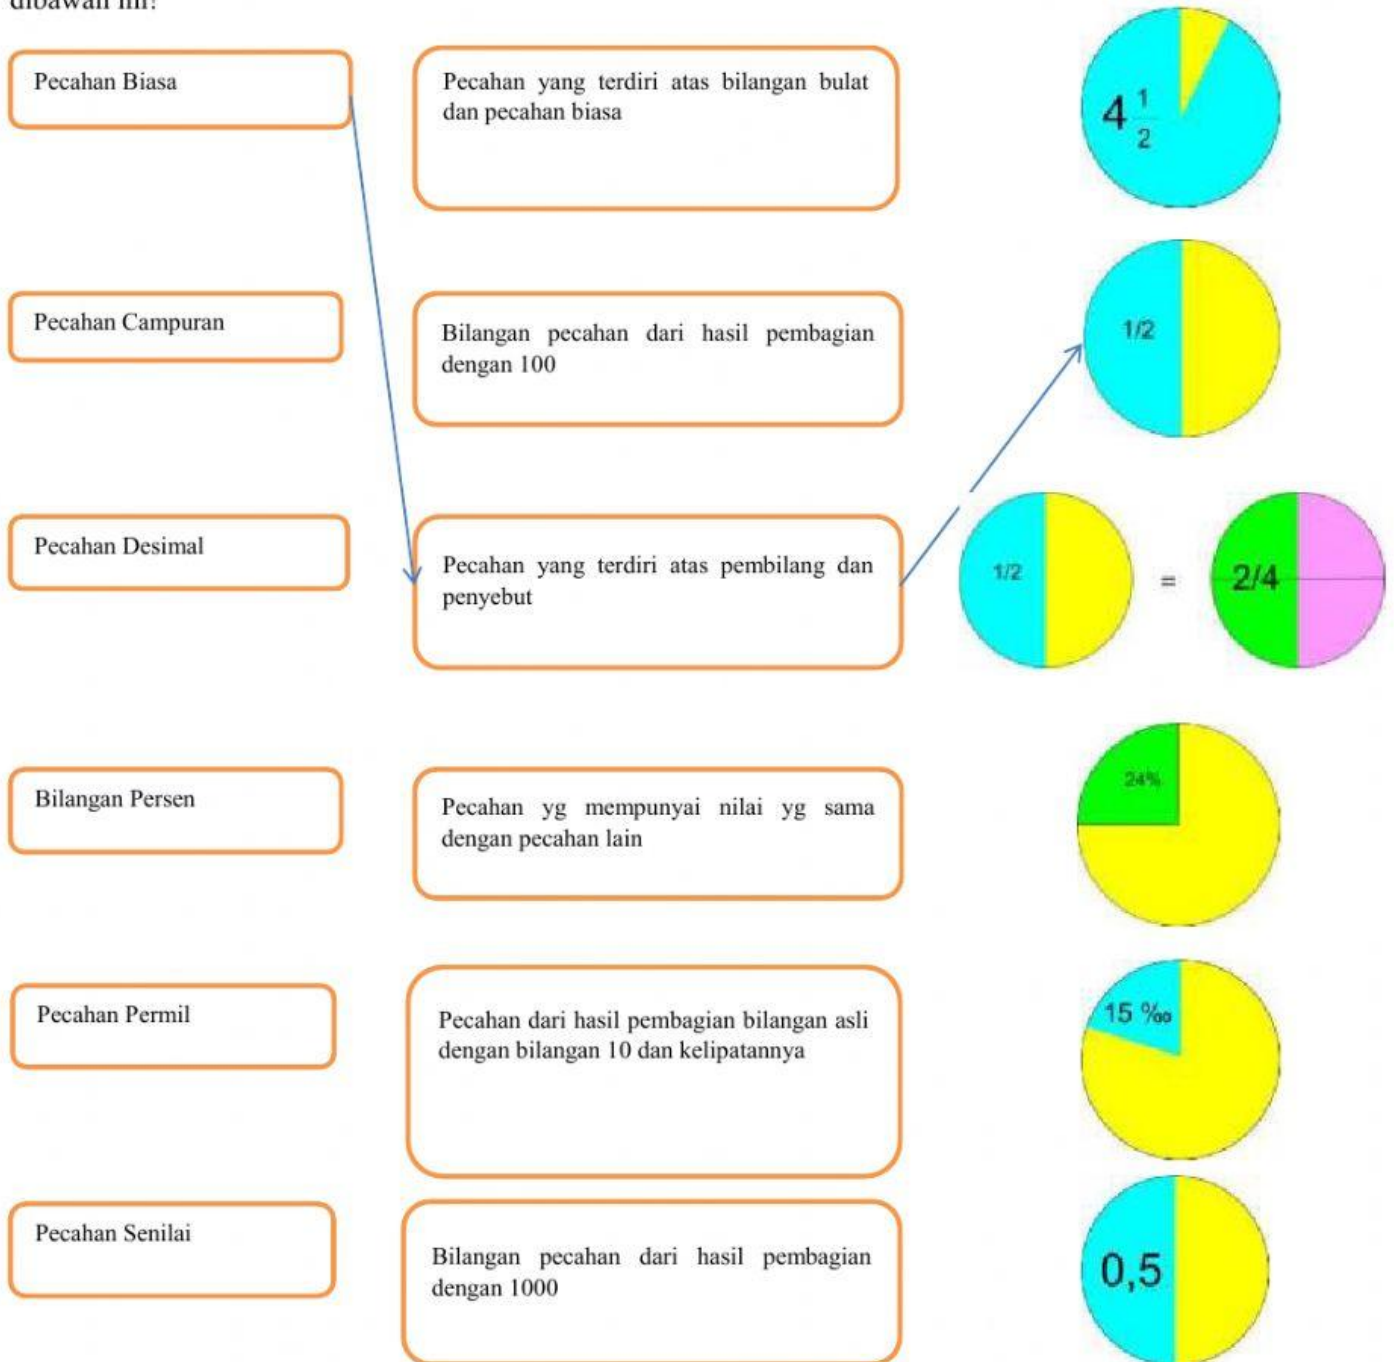 dibawah ini!
Pecahan Biasa
Pecahan yang terdiri atas bilangan bulat
dan pecahan biasa
4 1/2
Pecahan Campuran
Bilangan pecahan dari hasil pembagian
dengan 100
1/2
Pecahan Desimal
Pecahan yang terdiri atas pembilang dan
penyebut
1/2 = 2/4
Bilangan Persen
Pecahan yg mempunyai nilai yg sama
dengan pecahan lain
24%
Pecahan Permil
Pecahan dari hasil pembagian bilangan asli
dengan bilangan 10 dan kelipatannya
15 ‰
Pecahan Senilai
Bilangan pecahan dari hasil pembagian
dengan 1000
0,5